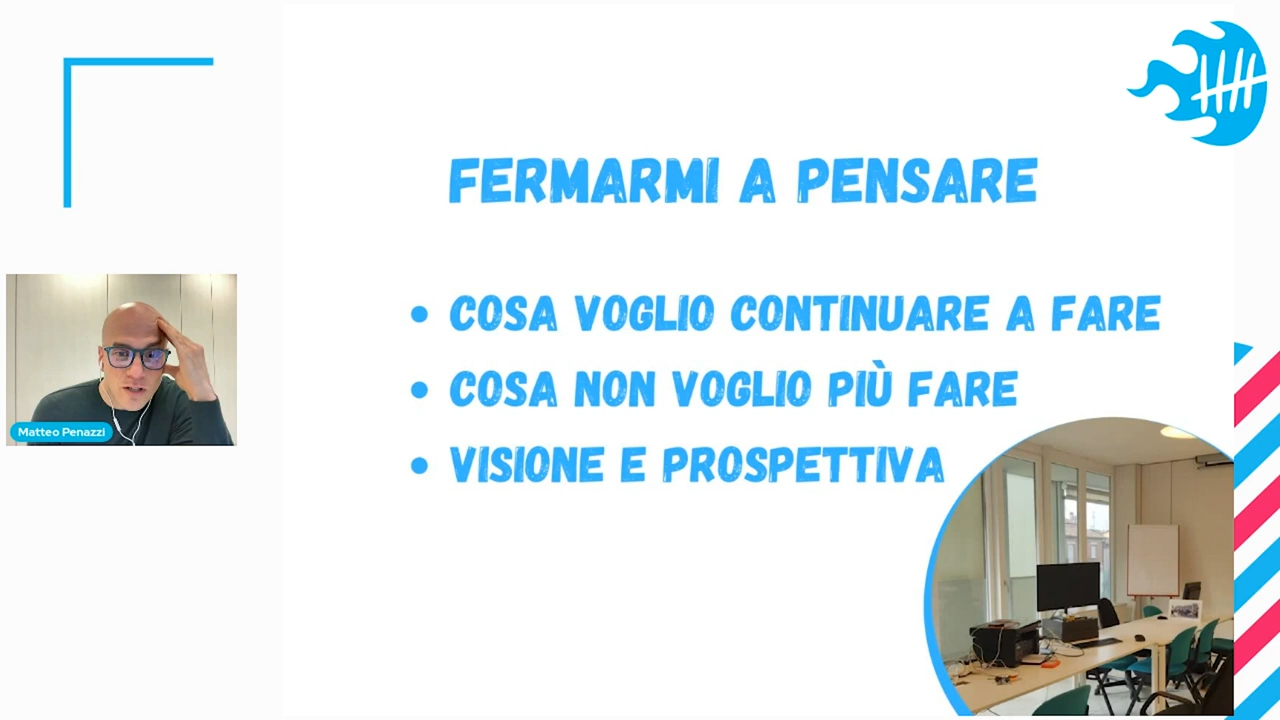 FERMARMI A PENSARE
• COSA VOGLIO CONTINUARE A FARE
• COSA NON VOGLIO PIÙ FARE
• VISIONE E PROSPETTIVA
Matteo Penazzi